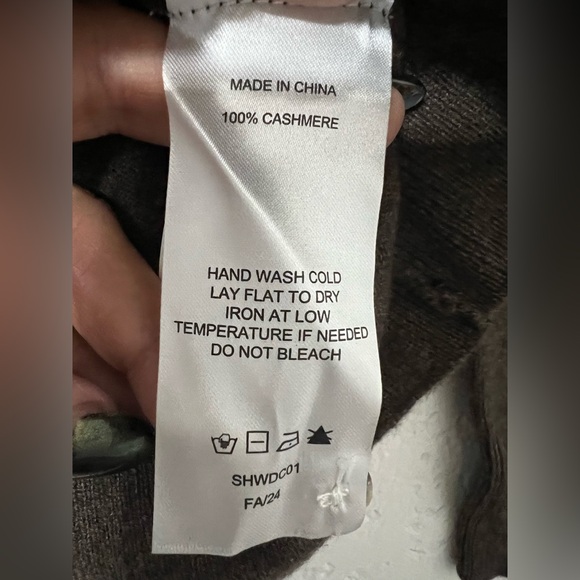 MADE IN CHINA
100% CASHMERE
HAND WASH COLD
LAY FLAT TO DRY
IRON AT LOW
TEMPERATURE IF NEEDED
DO NOT BLEACH
SHWDC01
FA/24